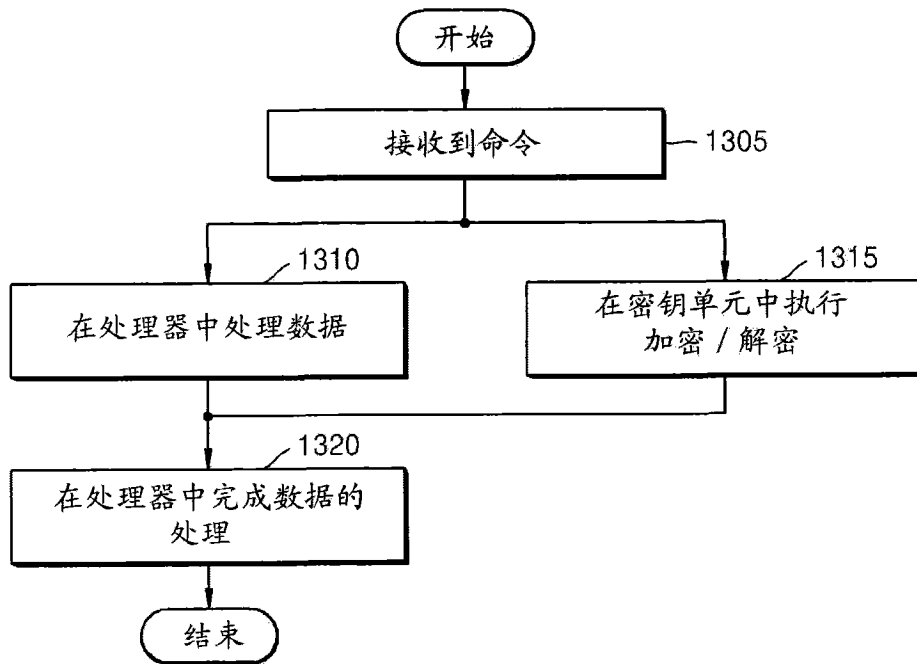 开始
接收到命令
1305
1310
在处理器中处理数据
1315
在密钥单元中执行
加密 / 解密
1320
在处理器中完成数据的
处理
结束